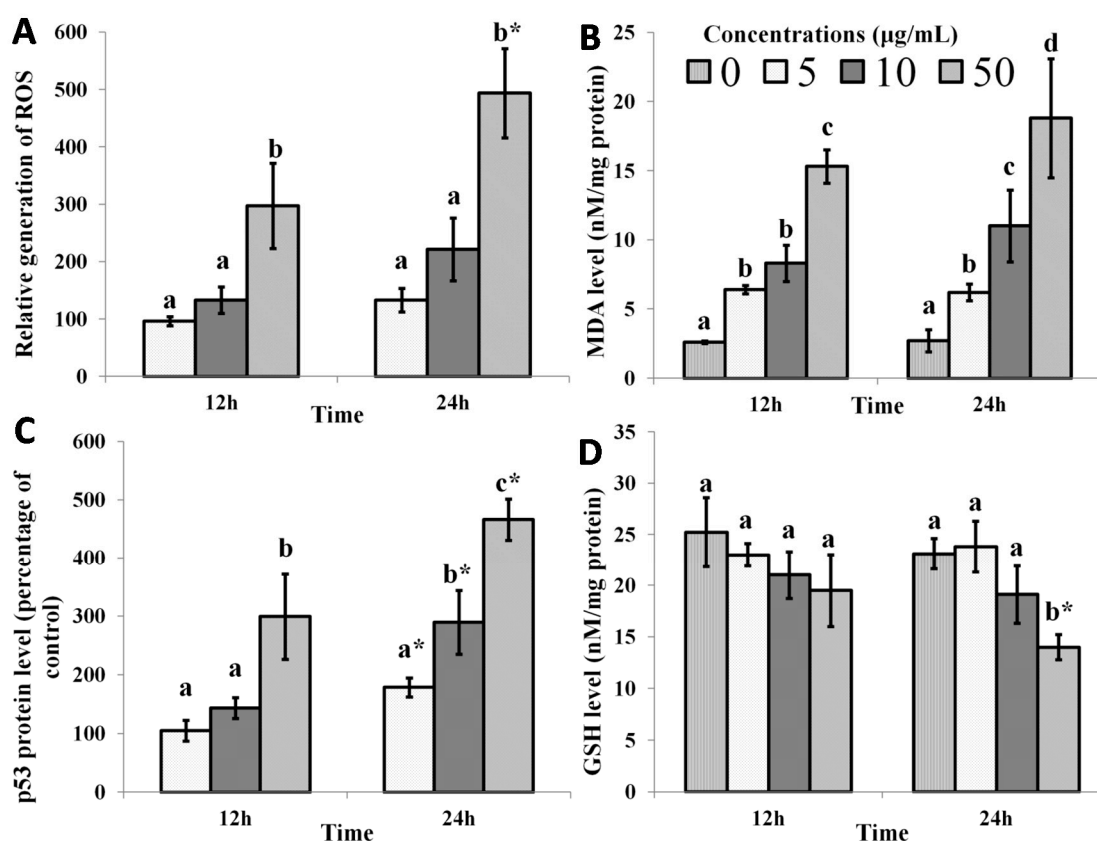 A
Relative generation of ROS
600
500
400
300
200
100
0
a
a
b
a
a
b*
12h
24h
Time
B
Concentrations (µg/mL)
0
5
10
50
MDA level (nM/mg protein)
25
20
15
10
5
0
a
b
b
c
a
b
c
d
12h
24h
Time
C
p53 protein level (percentage of
control)
600
500
400
300
200
100
0
a
a
b
a*
b*
c*
12h
24h
Time
D
GSH level (nM/mg protein)
35
30
25
20
15
10
5
0
a
a
a
a
a
a
a
b*
12h
24h
Time